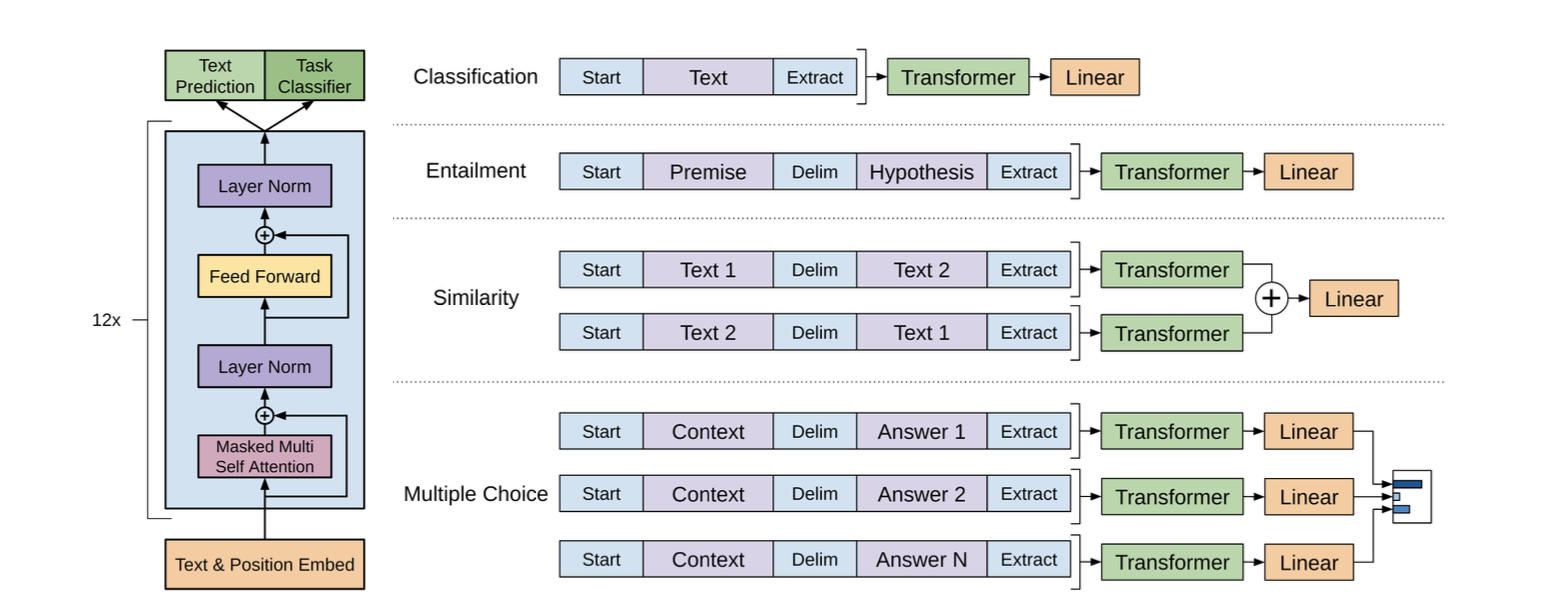 Text
Prediction
Task
Classifier
12x
Layer Norm
+
Feed Forward
Layer Norm
+
Masked Multi
Self Attention
Text & Position Embed
Classification Start Text Extract Transformer Linear
Entailment Start Premise Delim Hypothesis Extract Transformer Linear
Similarity
Start Text 1 Delim Text 2 Extract Transformer
Start Text 2 Delim Text 1 Extract Transformer
+ Linear
Multiple Choice
Start Context Delim Answer 1 Extract Transformer Linear
Start Context Delim Answer 2 Extract Transformer Linear
Start Context Delim Answer N Extract Transformer Linear